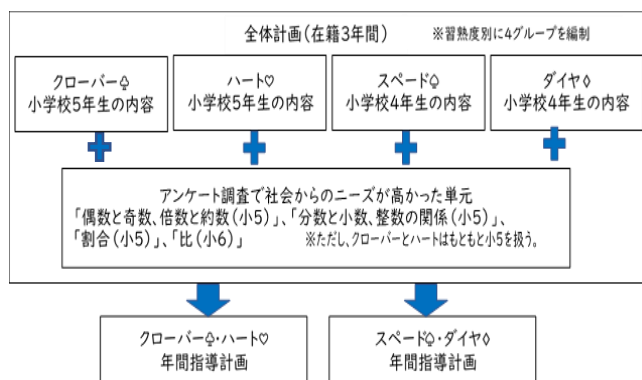 全体計画(在籍3年間)
※習熟度別に4グループを編制
クローバー♧
小学校5年生の内容
ハート♡
小学校5年生の内容
スペード♤
小学校4年生の内容
ダイヤ◊
小学校4年生の内容
アンケート調査で社会からのニーズが高かった単元
「偶数と奇数、倍数と約数(小5)」、「分数と小数、整数の関係(小5)」、
「割合(小5)」、「比(小6)」 ※ただし、クローバーとハートはもともと小5を扱う。
クローバー♧・ハート♡
年間指導計画
スペード♤・ダイヤ◊
年間指導計画